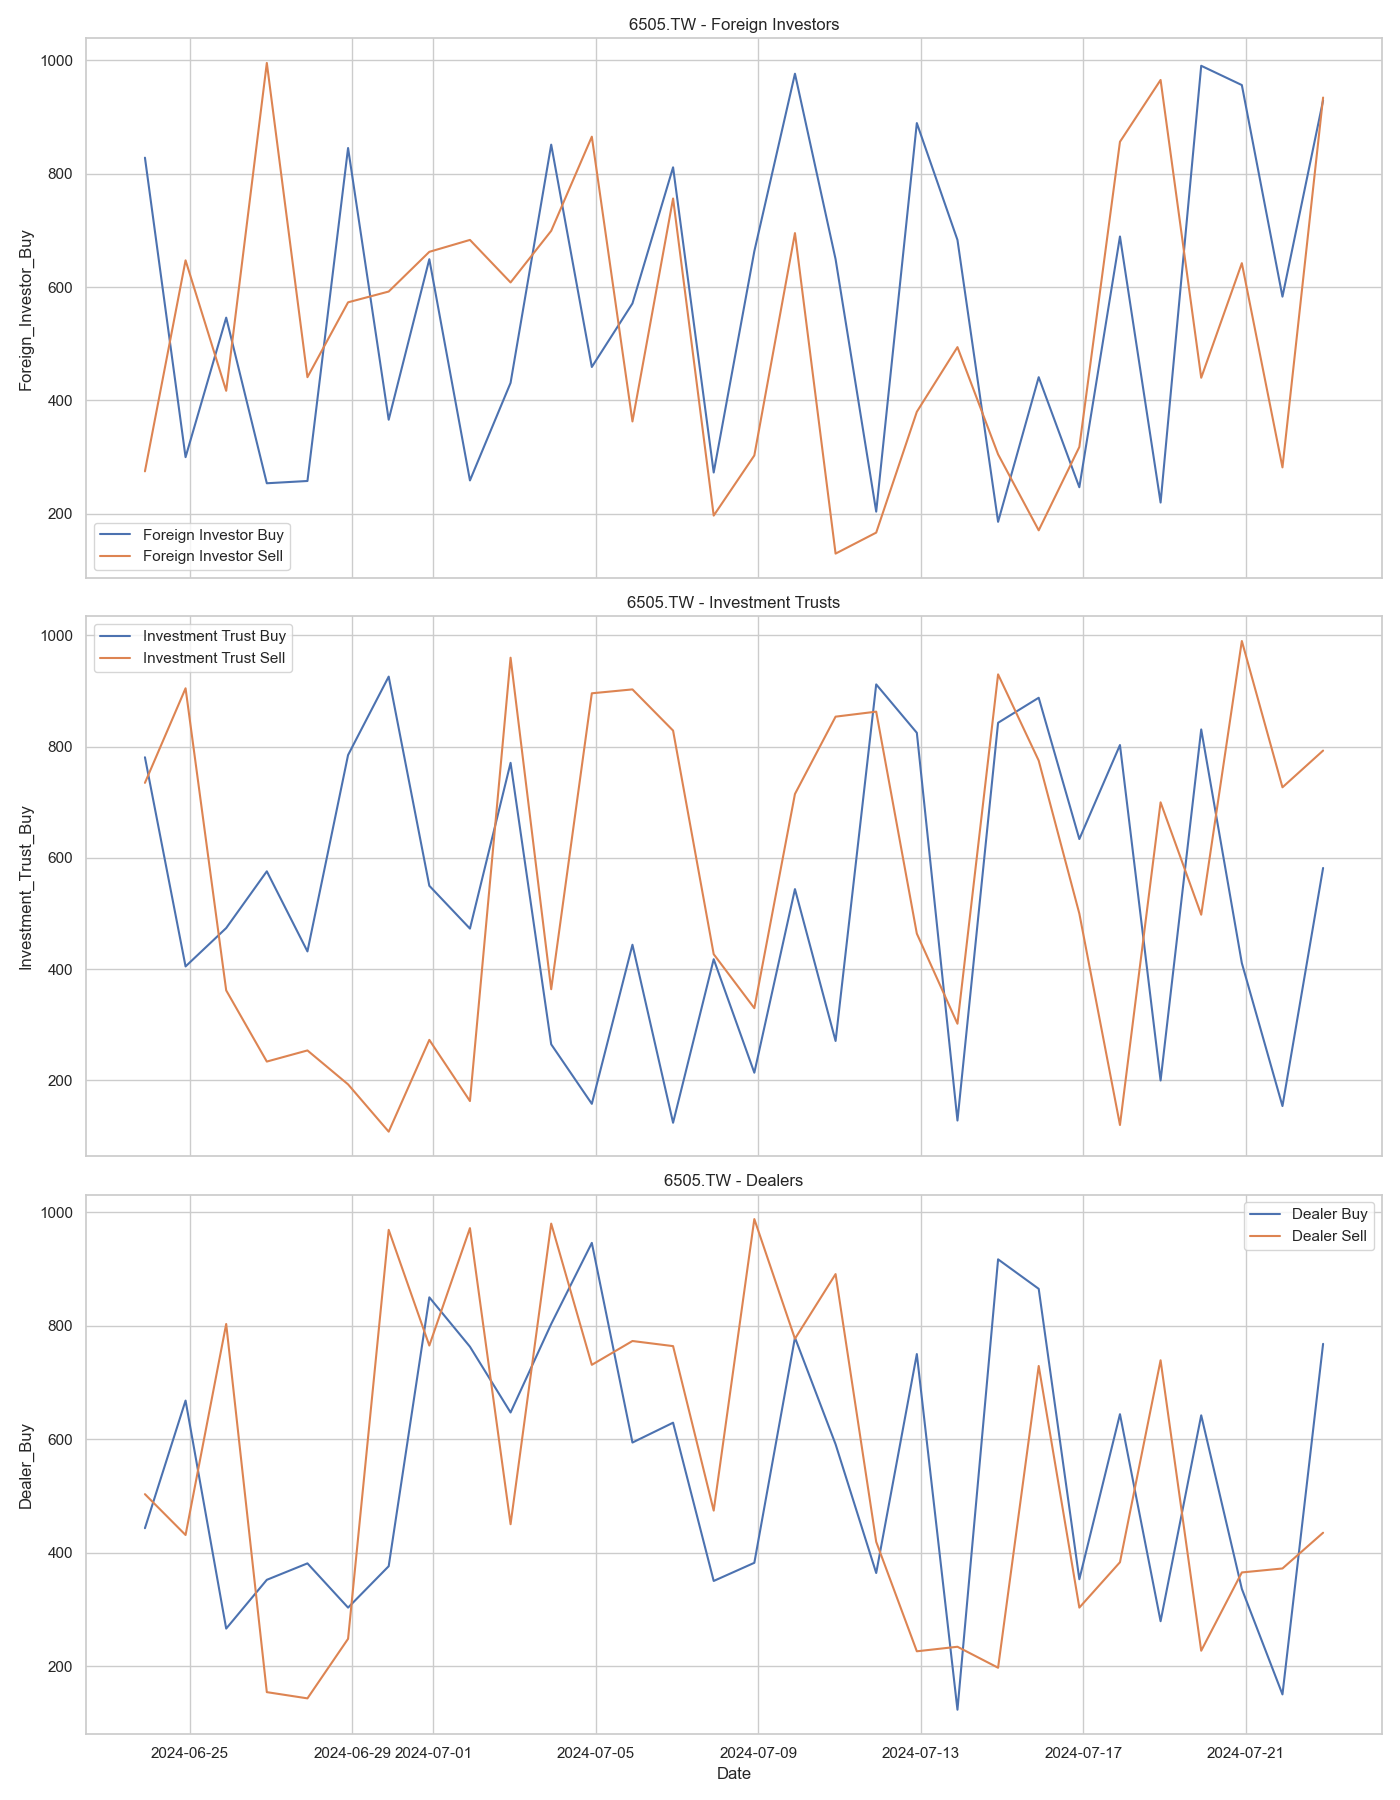 6505.TW - Foreign Investors
1000
800
600
400
200
Foreign_Investor_Buy
Foreign Investor Buy
Foreign Investor Sell
6505.TW - Investment Trusts
1000
800
600
400
200
Investment_Trust_Buy
Investment Trust Buy
Investment Trust Sell
6505.TW - Dealers
1000
800
600
400
200
Dealer_Buy
Dealer Buy
Dealer Sell
2024-06-25 2024-06-29 2024-07-01 2024-07-05 2024-07-09 2024-07-13 2024-07-17 2024-07-21
Date